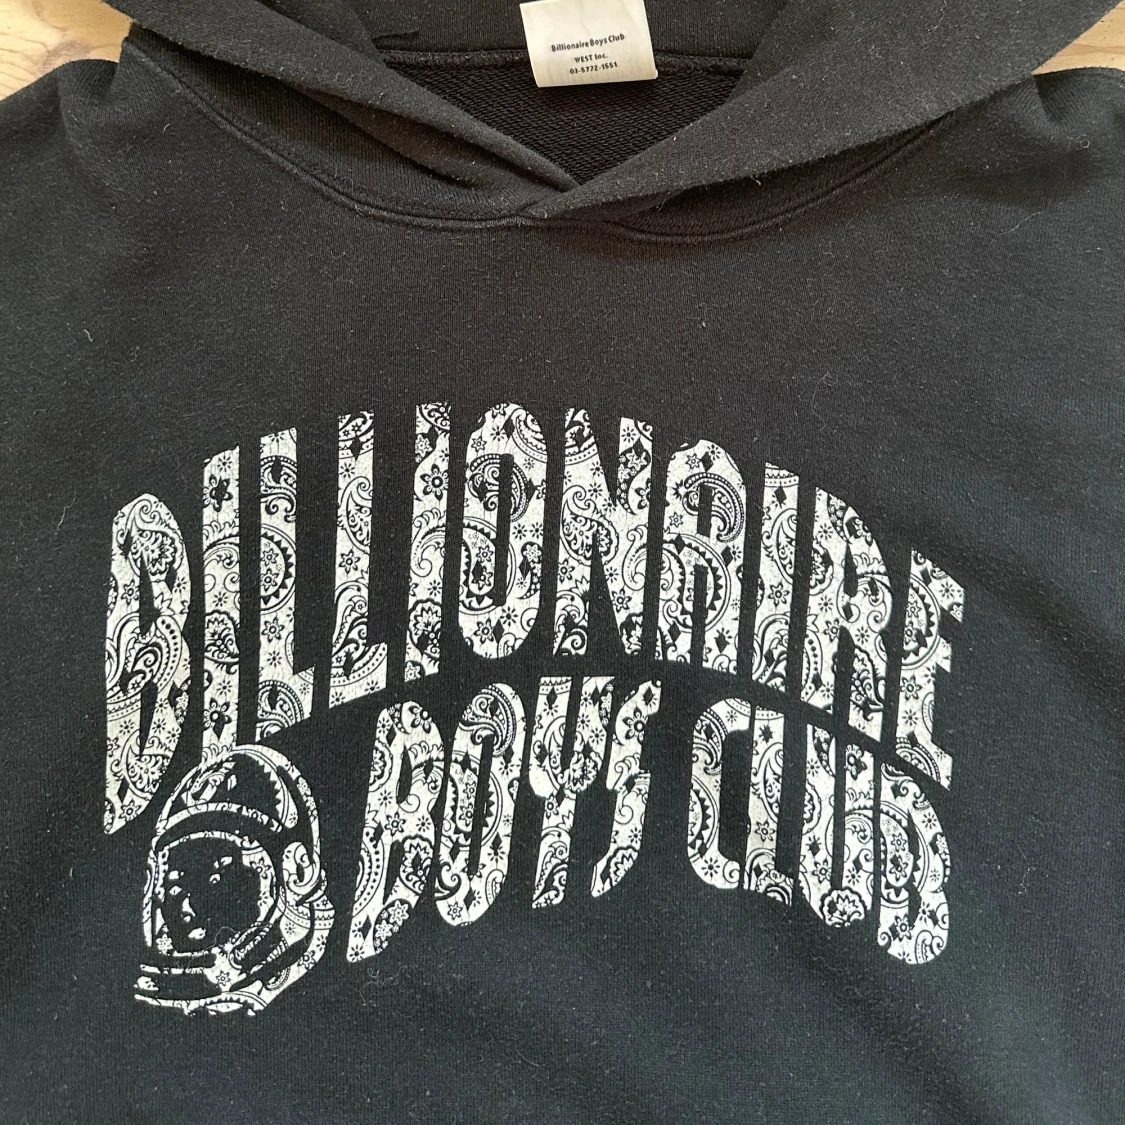 Billionaire Boys Club
WEST Inc.
03-5772-1551
BILLIONAIRE
BOYS CLUB